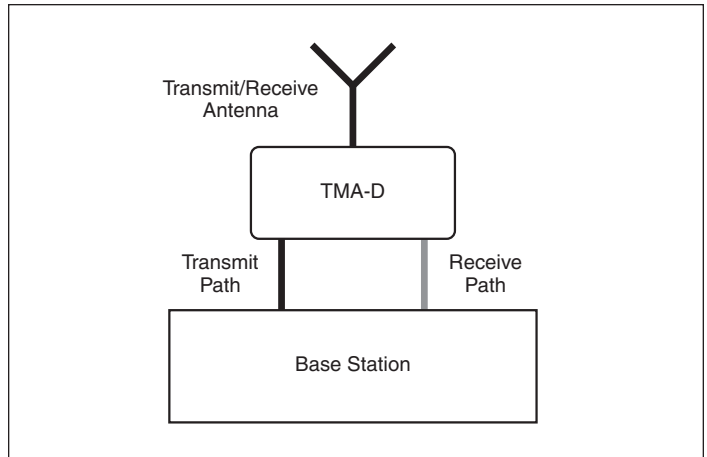 Transmit/Receive
Antenna
TMA-D
Transmit
Path
Receive
Path
Base Station